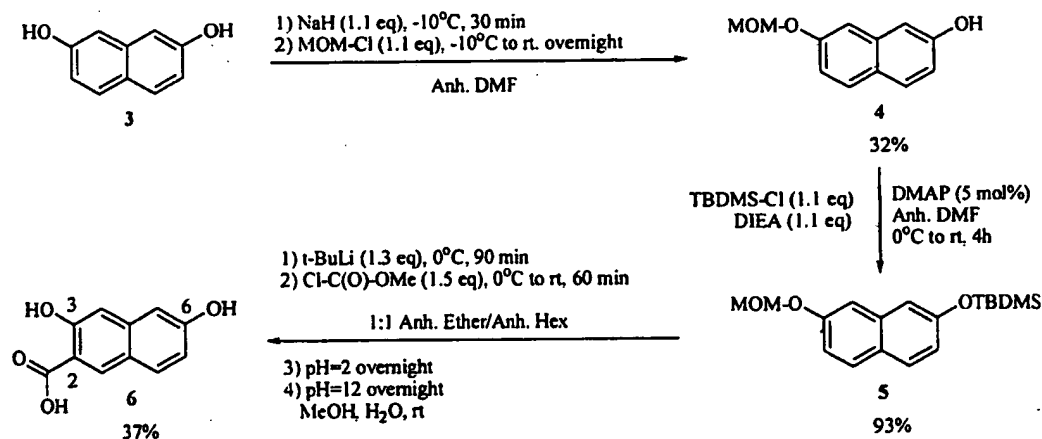 HO
OH
3
1) NaH (1.1 eq), -10°C, 30 min
2) MOM-Cl (1.1 eq), -10°C to rt. overnight
Anh. DMF
MOM-O
OH
4
32%
TBDMS-Cl (1.1 eq)
DIEA (1.1 eq)
DMAP (5 mol%)
Anh. DMF
0°C to rt, 4h
MOM-O
OTBDMS
5
93%
1) t-BuLi (1.3 eq), 0°C, 90 min
2) Cl-C(O)-OMe (1.5 eq), 0°C to rt, 60 min
1:1 Anh. Ether/Anh. Hex
3) pH=2 overnight
4) pH=12 overnight
MeOH, H2O, rt
HO
3
6
OH
O
2
OH
6
37%